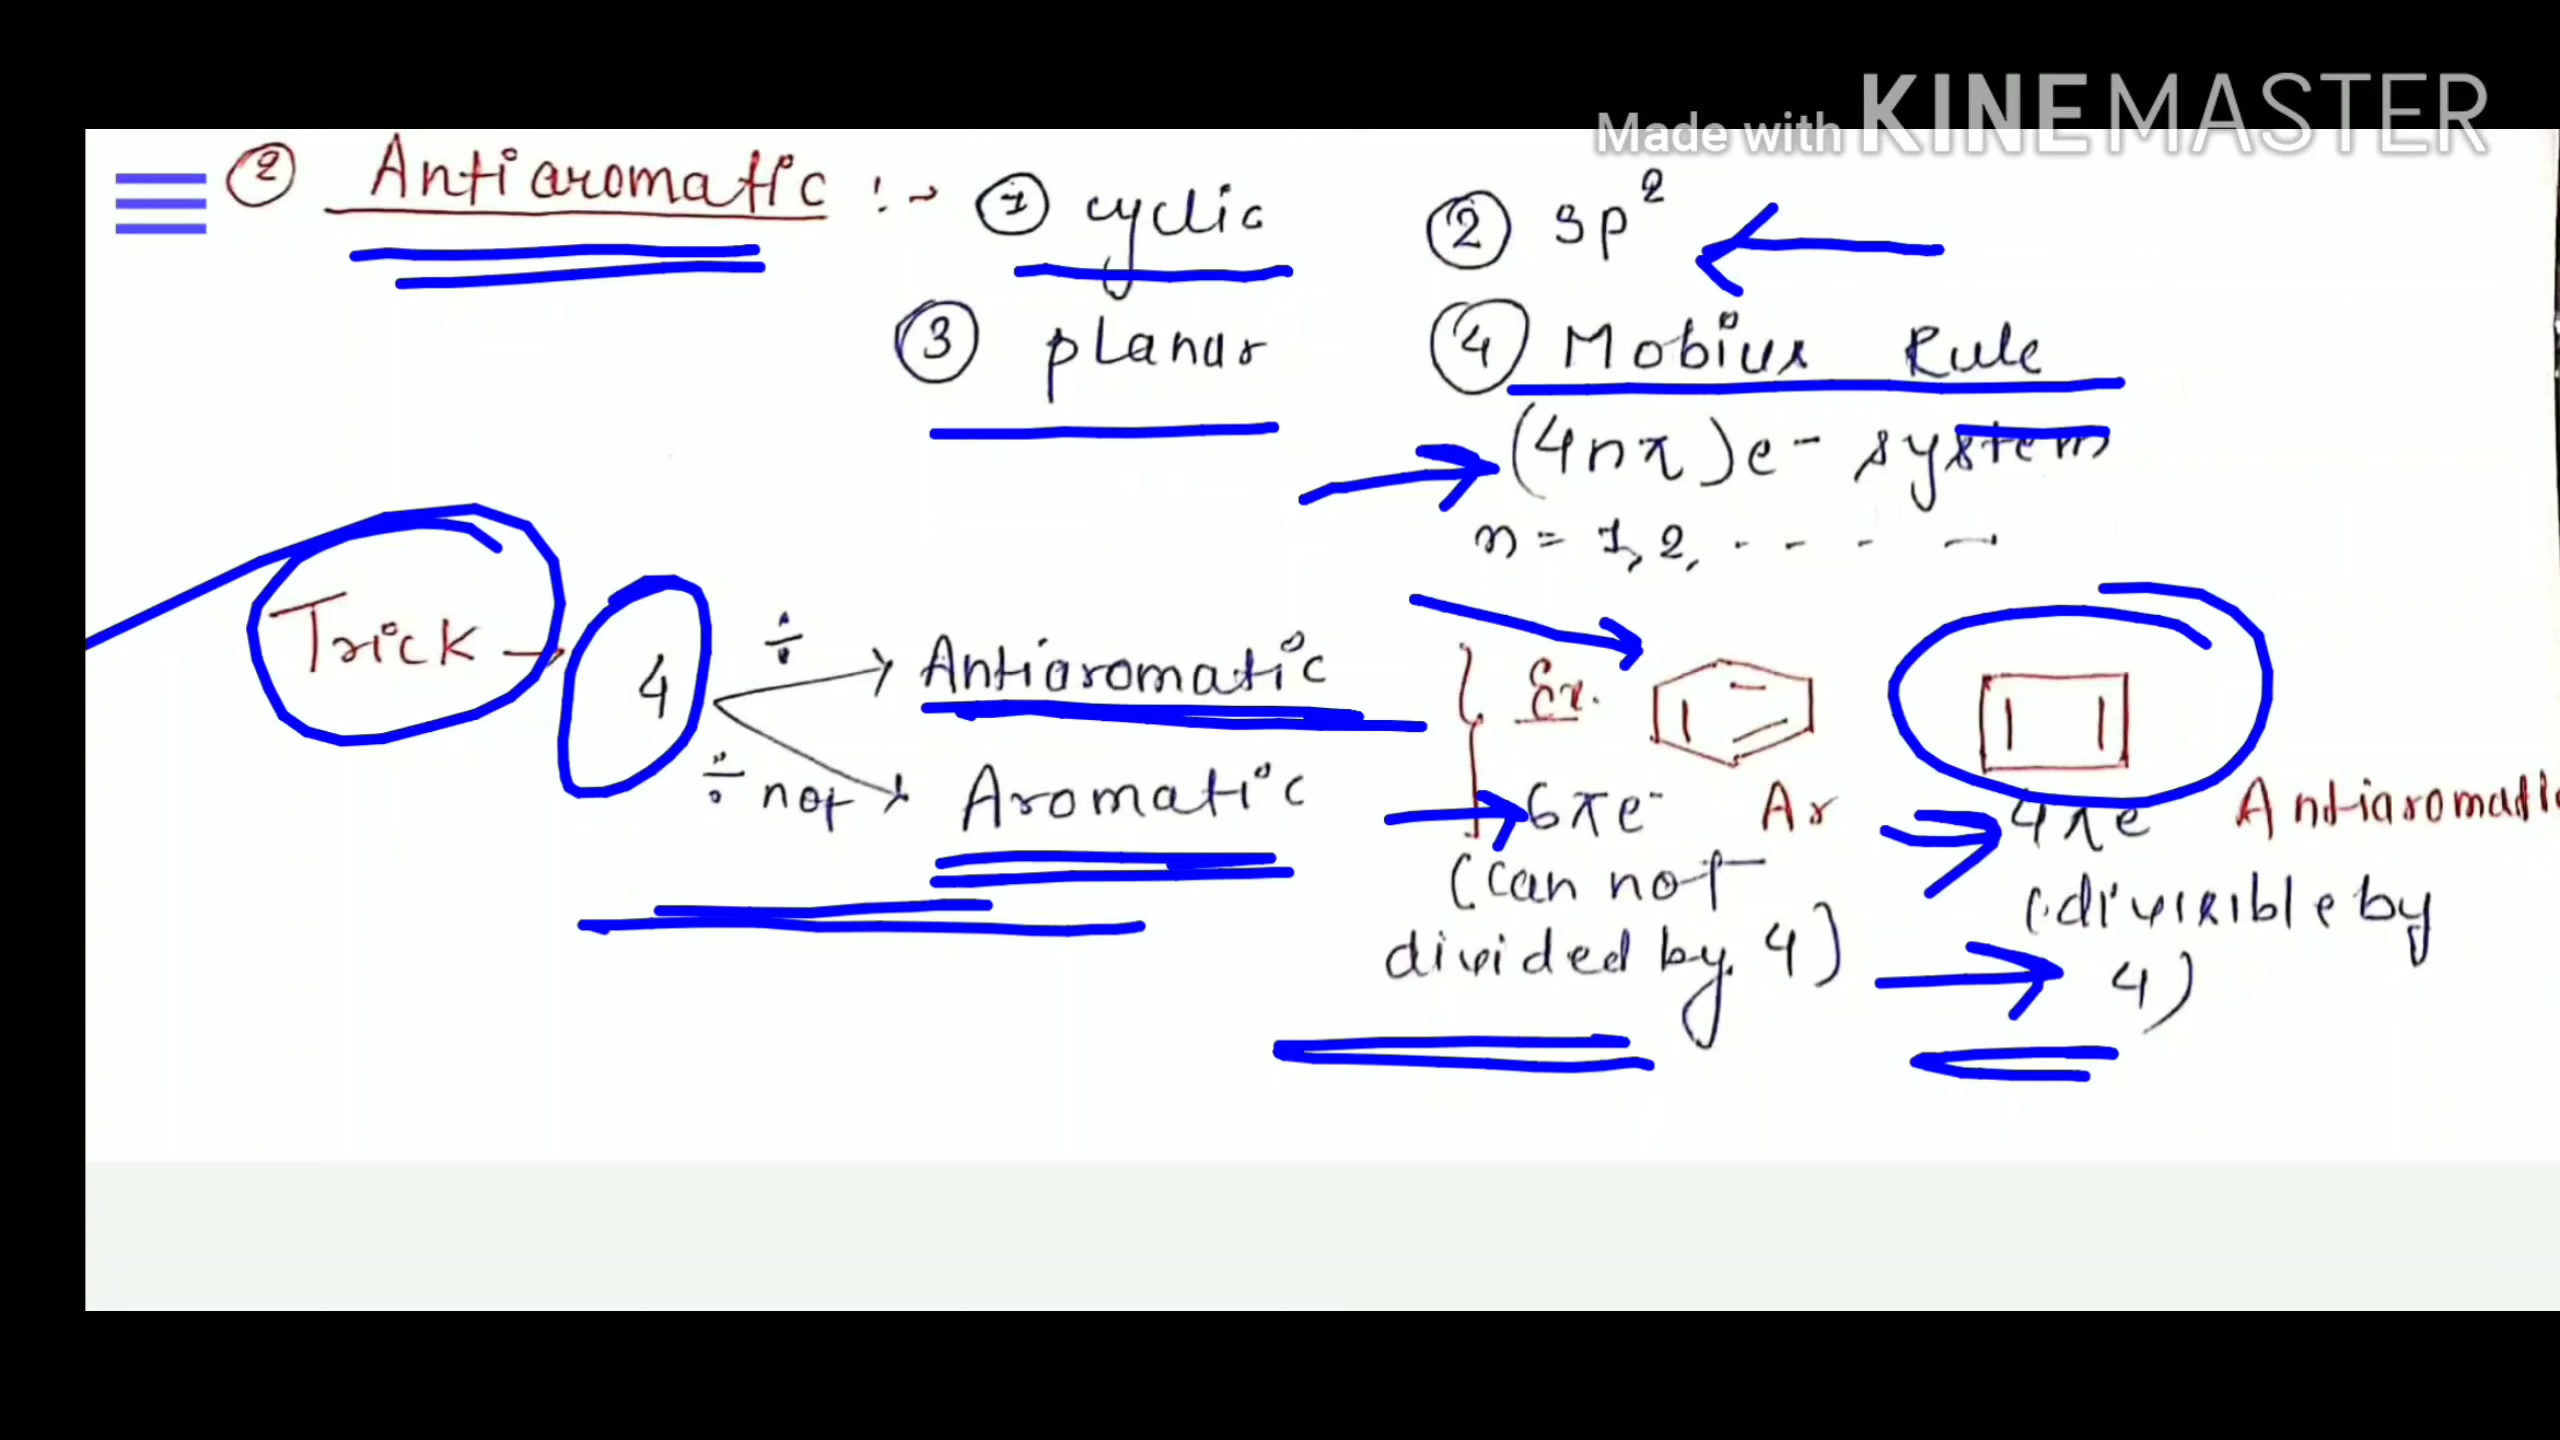 Made with KINEMASTER
② Antiaromatic :→ ① cyclic ② sp²
③ planar ④ Mobius Rule
(4nπ)e⁻ system
n = 1, 2, - - - -
Trick → 4 ÷ → Antiaromatic
÷ not → Aromatic
Ex.
6πe⁻ Ar 4πe Antiaromatic
(can not divisible by
divided by 4) 4)